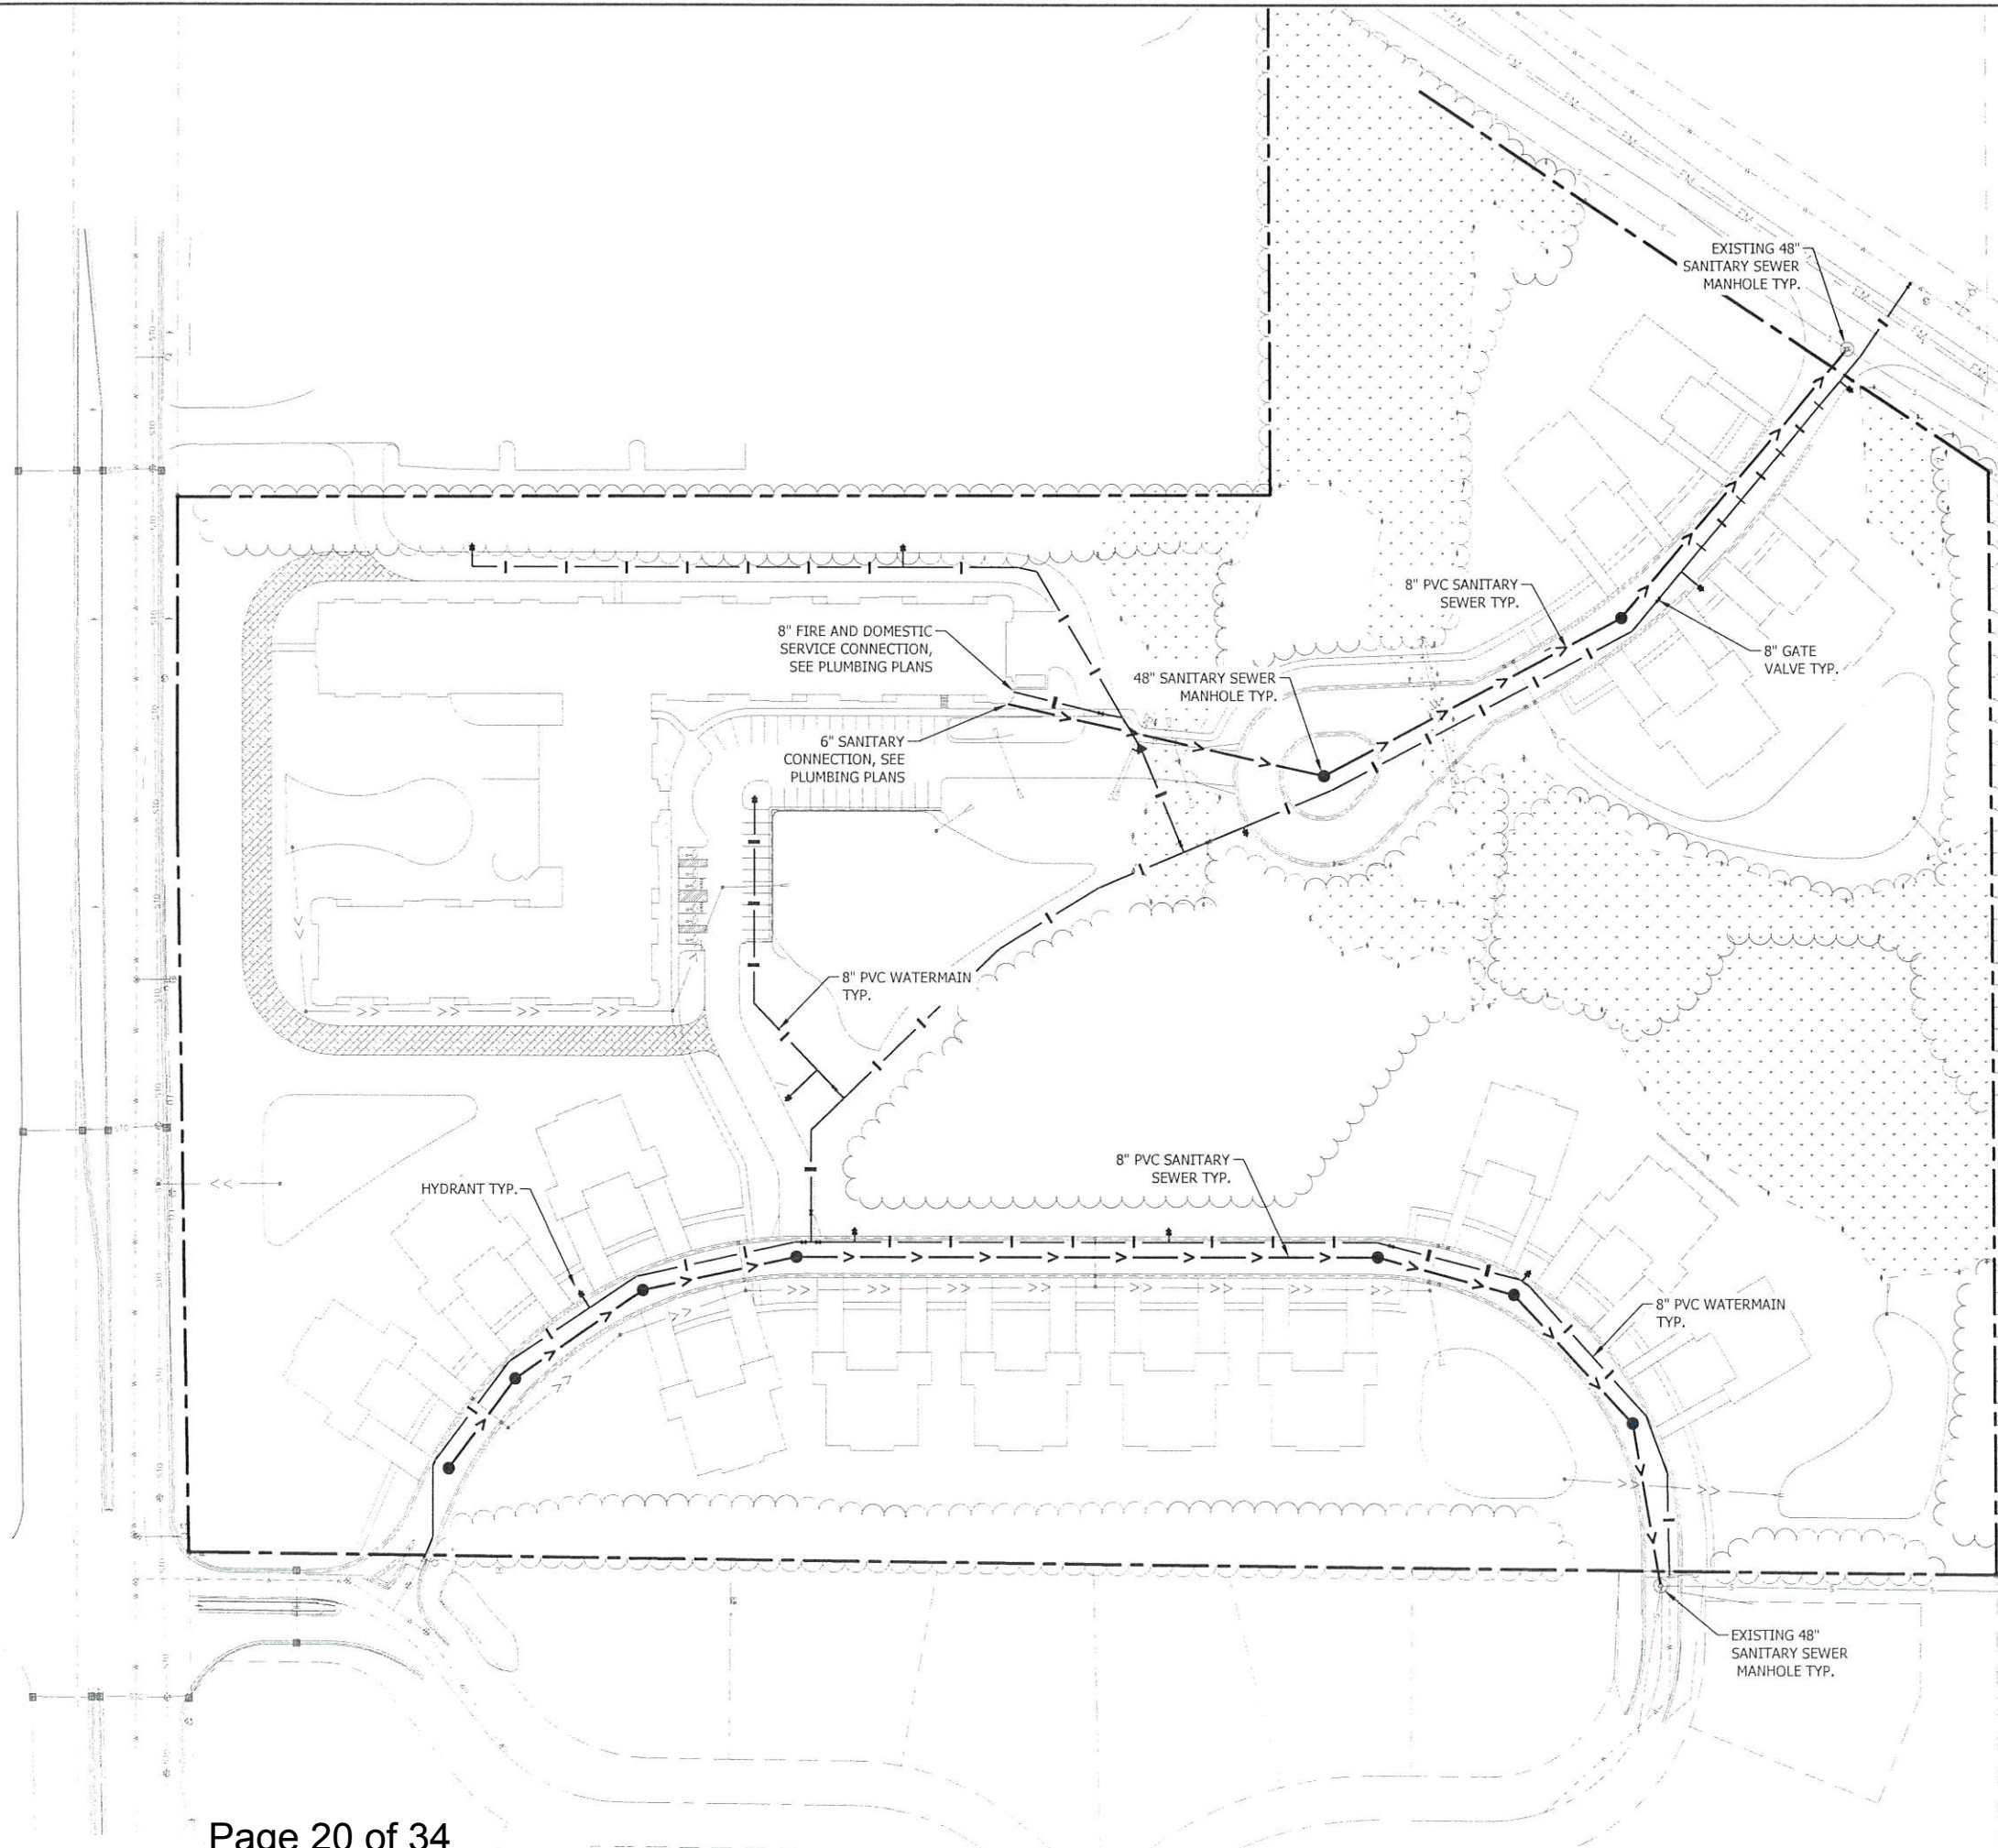 EXISTING 48"
SANITARY SEWER
MANHOLE TYP.
8" PVC SANITARY
SEWER TYP.
8" FIRE AND DOMESTIC
SERVICE CONNECTION,
SEE PLUMBING PLANS
8" GATE
VALVE TYP.
48" SANITARY SEWER
MANHOLE TYP.
6" SANITARY
CONNECTION, SEE
PLUMBING PLANS
8" PVC WATERMAIN
TYP.
8" PVC SANITARY
SEWER TYP.
HYDRANT TYP.
8" PVC WATERMAIN
TYP.
EXISTING 48"
SANITARY SEWER
MANHOLE TYP.
Page 20 of 34